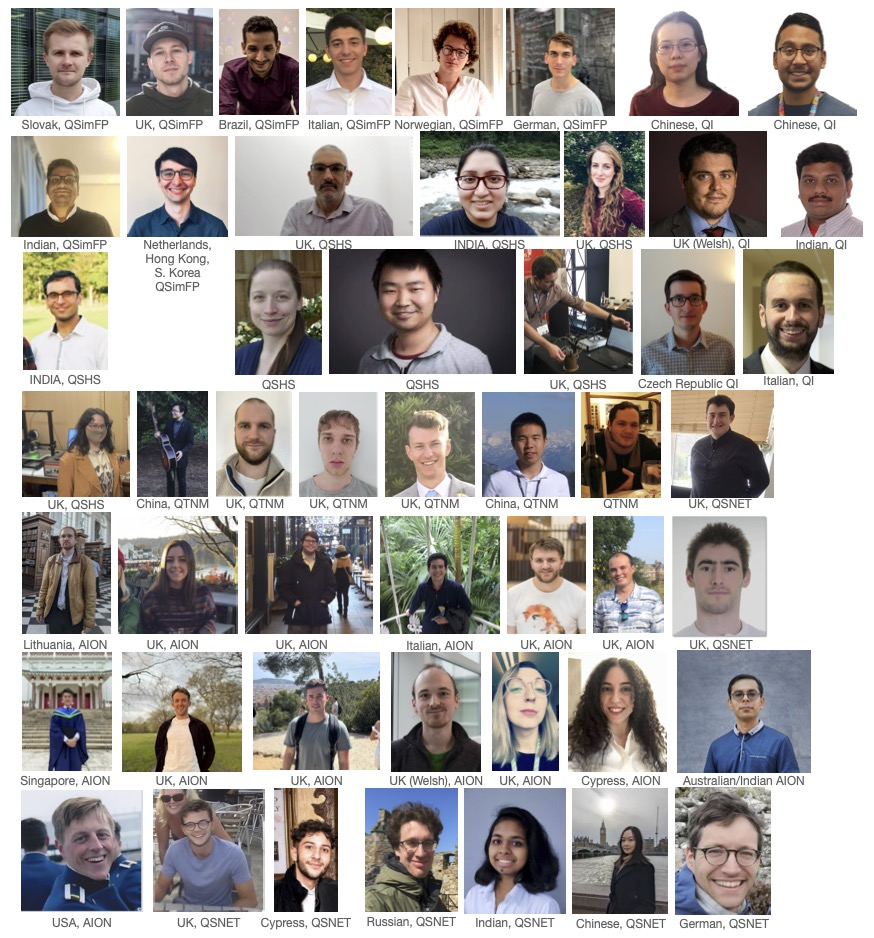 Slovak, QSimFP
UK, QSimFP
Brazil, QSimFP
Italian, QSimFP
Norwegian, QSimFP
German, QSimFP
Chinese, QI
Chinese, QI
Indian, QSimFP
Netherlands,
Hong Kong,
S. Korea
QSimFP
UK, QSHS
INDIA, QSHS
UK, QSHS
UK (Welsh), QI
Indian, QI
INDIA, QSHS
QSHS
QSHS
UK, QSHS
Czech Republic QI
Italian, QI
UK, QSHS
China, QTNM
UK, QTNM
UK, QTNM
UK, QTNM
China, QTNM
QTNM
UK, QSNET
Lithuania, AION
UK, AION
UK, AION
Italian, AION
UK, AION
UK, AION
UK, QSNET
Singapore, AION
UK, AION
UK, AION
UK (Welsh), AION
UK, AION
Cypress, AION
Australian/Indian AION
USA, AION
UK, QSNET
Cypress, QSNET
Russian, QSNET
Indian, QSNET
Chinese, QSNET
German, QSNET